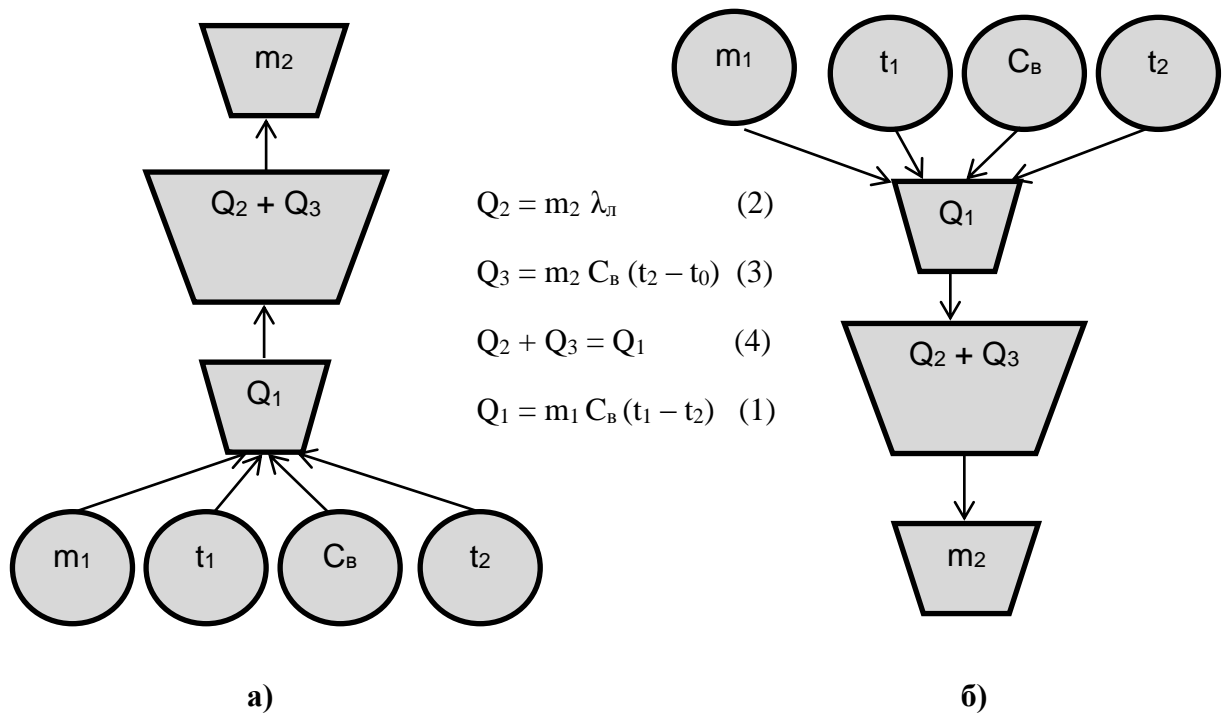 m₂
Q₂ + Q₃
Q₁
m₁ t₁ Cв t₂
а)
Q₂ = m₂ λл (2)
Q₃ = m₂ Cв (t₂ – t₀) (3)
Q₂ + Q₃ = Q₁ (4)
Q₁ = m₁ Cв (t₁ – t₂) (1)
m₁ t₁ Cв t₂
Q₁
Q₂ + Q₃
m₂
б)